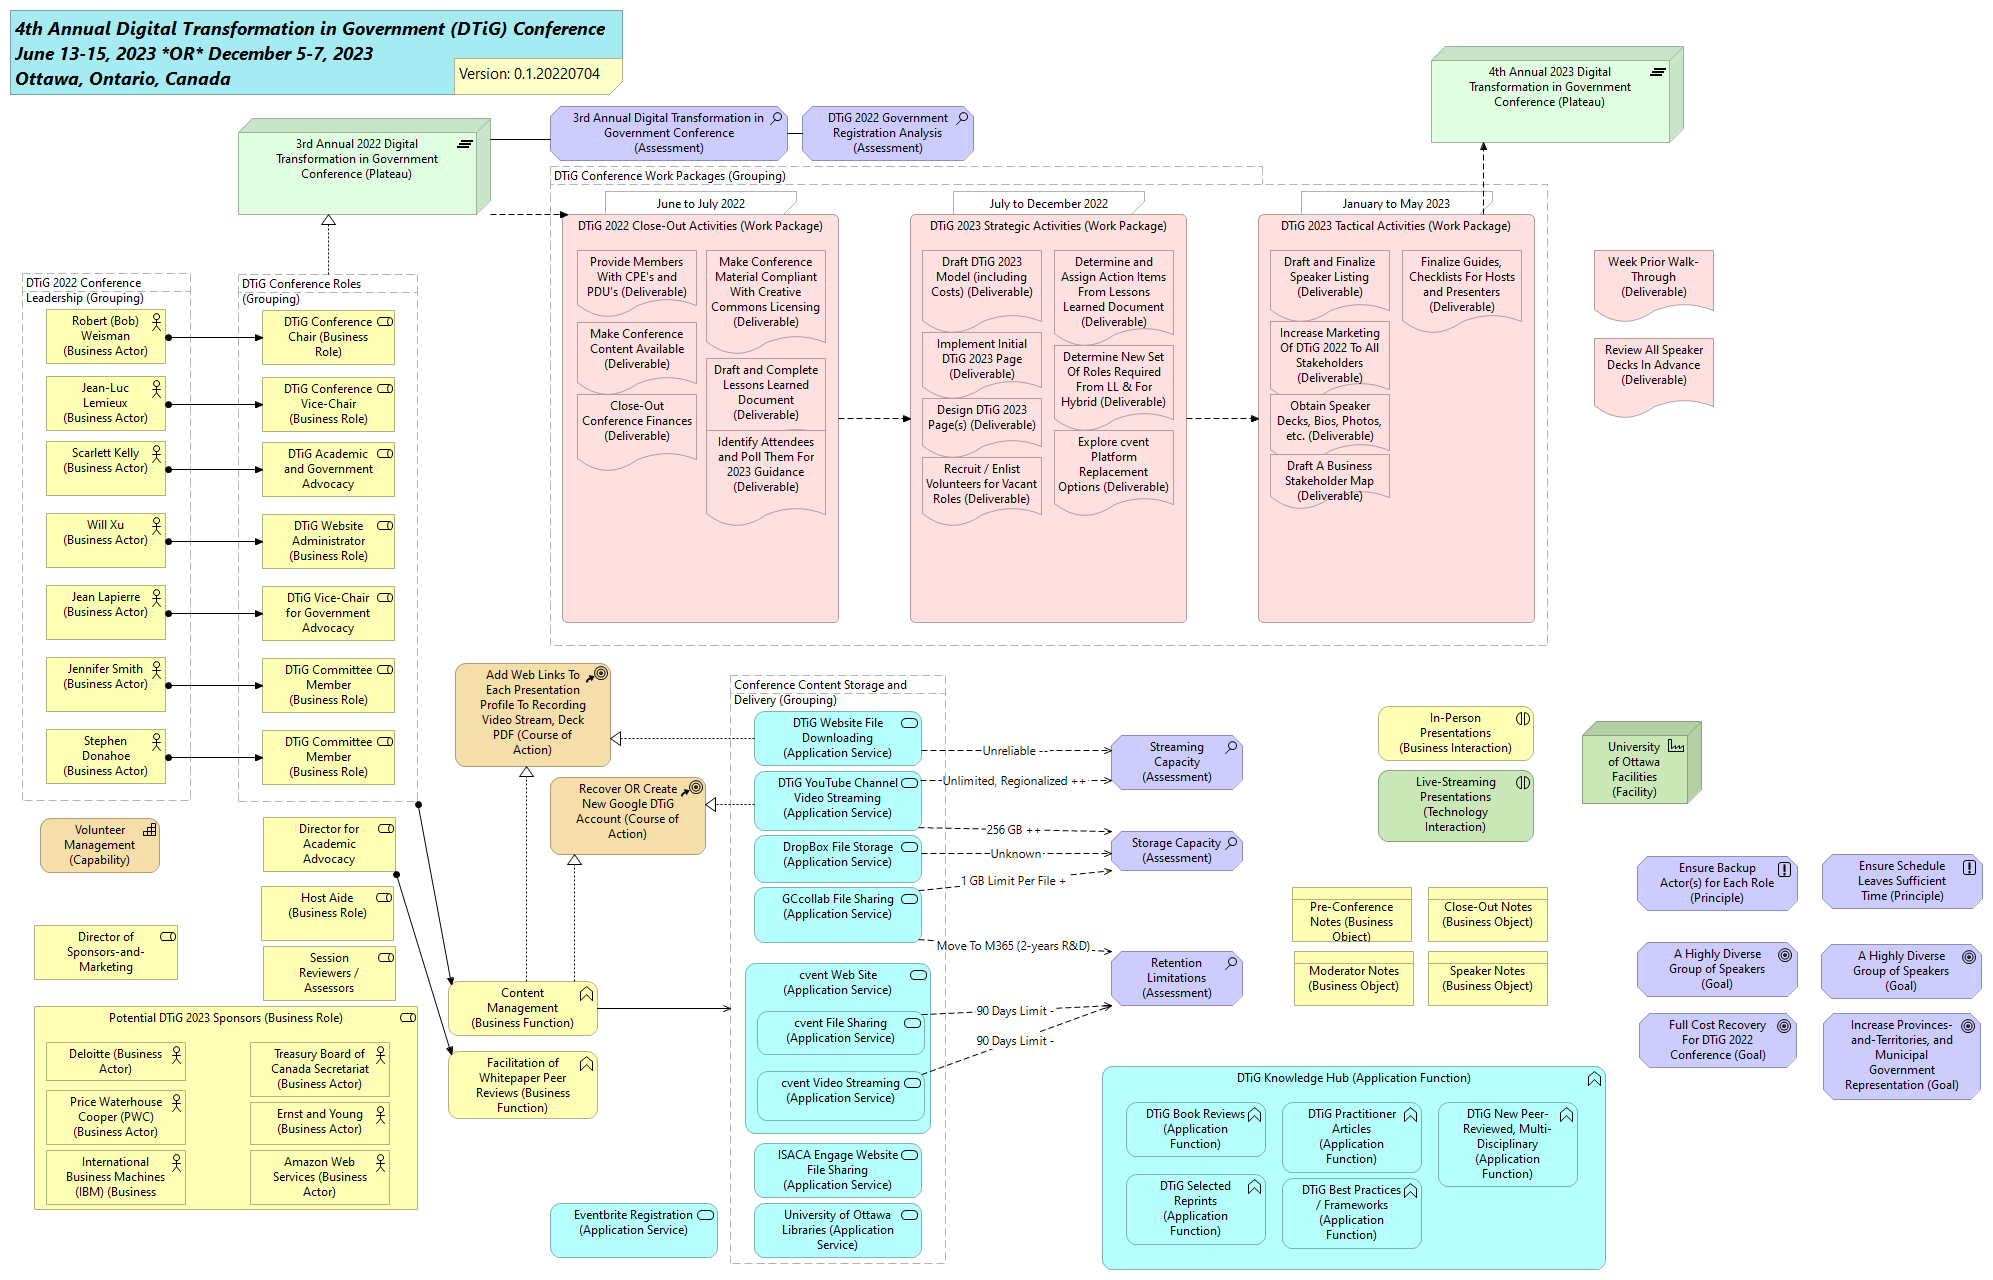 4th Annual Digital Transformation in Government (DTiG) Conference
June 13-15, 2023 *OR* December 5-7, 2023
Ottawa, Ontario, Canada
Version: 0.1.20220704
4th Annual 2023 Digital
Transformation in Government
Conference (Plateau)
3rd Annual 2022 Digital
Transformation in Government
Conference (Plateau)
3rd Annual Digital Transformation in
Government Conference
(Assessment)
DTiG 2022 Government
Registration Analysis
(Assessment)
DTiG Conference Work Packages (Grouping)
June to July 2022
DTiG 2022 Close-Out Activities (Work Package)
Provide Members
With CPE's and
PDU's (Deliverable)
Make Conference
Content Available
(Deliverable)
Close-Out
Conference Finances
(Deliverable)
Make Conference
Material Compliant
With Creative
Commons Licensing
(Deliverable)
Draft and Complete
Lessons Learned
Document
(Deliverable)
Identify Attendees
and Poll Them For
2023 Guidance
(Deliverable)
July to December 2022
DTiG 2023 Strategic Activities (Work Package)
Draft DTiG 2023
Model (including
Costs) (Deliverable)
Implement Initial
DTiG 2023 Page
(Deliverable)
Design DTiG 2023
Page(s) (Deliverable)
Recruit / Enlist
Volunteers for Vacant
Roles (Deliverable)
Determine and
Assign Action Items
From Lessons
Learned Document
(Deliverable)
Determine New Set
Of Roles Required
From LL & For
Hybrid (Deliverable)
Explore cvent
Platform
Replacement
Options (Deliverable)
January to May 2023
DTiG 2023 Tactical Activities (Work Package)
Draft and Finalize
Speaker Listing
(Deliverable)
Increase Marketing
Of DTiG 2022 To All
Stakeholders
(Deliverable)
Obtain Speaker
Decks, Bios, Photos,
etc. (Deliverable)
Draft A Business
Stakeholder Map
(Deliverable)
Finalize Guides,
Checklists For Hosts
and Presenters
(Deliverable)
Week Prior Walk-
Through
(Deliverable)
Review All Speaker
Decks In Advance
(Deliverable)
DTiG 2022 Conference
Leadership (Grouping)
Robert (Bob)
Weisman
(Business Actor)
Jean-Luc
Lemieux
(Business Actor)
Scarlett Kelly
(Business Actor)
Will Xu
(Business Actor)
Jean Lapierre
(Business Actor)
Jennifer Smith
(Business Actor)
Stephen
Donahoe
(Business Actor)
DTiG Conference Roles
(Grouping)
DTiG Conference
Chair (Business
Role)
DTiG Conference
Vice-Chair
(Business Role)
DTiG Academic
and Government
Advocacy
DTiG Website
Administrator
(Business Role)
DTiG Vice-Chair
for Government
Advocacy
DTiG Committee
Member
(Business Role)
DTiG Committee
Member
(Business Role)
Volunteer
Management
(Capability)
Director for
Academic
Advocacy
Host Aide
(Business Role)
Director of
Sponsors-and-
Marketing
Session
Reviewers /
Assessors
Potential DTiG 2023 Sponsors (Business Role)
Deloitte (Business
Actor)
Treasury Board of
Canada Secretariat
(Business Actor)
Price Waterhouse
Cooper (PWC)
(Business Actor)
Ernst and Young
(Business Actor)
International
Business Machines
(IBM) (Business
Amazon Web
Services (Business
Actor)
Add Web Links To
Each Presentation
Profile To Recording
Video Stream, Deck
PDF (Course of
Action)
Recover OR Create
New Google DTiG
Account (Course of
Action)
Content
Management
(Business Function)
Facilitation of
Whitepaper Peer
Reviews (Business
Function)
Conference Content Storage and
Delivery (Grouping)
DTiG Website File
Downloading
(Application Service)
DTiG YouTube Channel
Video Streaming
(Application Service)
DropBox File Storage
(Application Service)
GCcollab File Sharing
(Application Service)
cvent Web Site
(Application Service)
cvent File Sharing
(Application Service)
cvent Video Streaming
(Application Service)
ISACA Engage Website
File Sharing
(Application Service)
University of Ottawa
Libraries (Application
Service)
Eventbrite Registration
(Application Service)
Unreliable --
Unlimited, Regionalized ++
256 GB ++
Unknown
1 GB Limit Per File +
Move To M365 (2-years R&D)
90 Days Limit -
90 Days Limit -
Streaming
Capacity
(Assessment)
Storage Capacity
(Assessment)
Retention
Limitations
(Assessment)
In-Person
Presentations
(Business Interaction)
Live-Streaming
Presentations
(Technology
Interaction)
University
of Ottawa
Facilities
(Facility)
Pre-Conference
Notes (Business
Object)
Close-Out Notes
(Business Object)
Moderator Notes
(Business Object)
Speaker Notes
(Business Object)
Ensure Backup
Actor(s) for Each Role
(Principle)
Ensure Schedule
Leaves Sufficient
Time (Principle)
A Highly Diverse
Group of Speakers
(Goal)
A Highly Diverse
Group of Speakers
(Goal)
Full Cost Recovery
For DTiG 2022
Conference (Goal)
Increase Provinces-
and-Territories, and
Municipal
Government
Representation (Goal)
DTiG Knowledge Hub (Application Function)
DTiG Book Reviews
(Application
Function)
DTiG Practitioner
Articles
(Application
Function)
DTiG New Peer-
Reviewed, Multi-
Disciplinary
(Application
Function)
DTiG Selected
Reprints
(Application
Function)
DTiG Best Practices
/ Frameworks
(Application
Function)